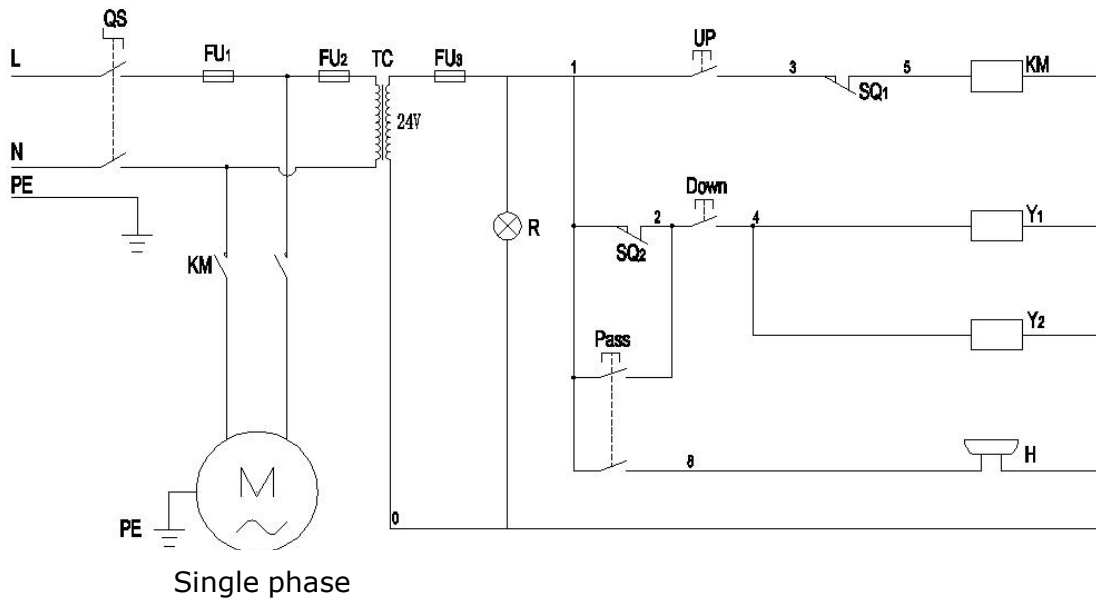 QS
UP
L
FU1
FU2
TC
FU3
1
3
5
KM
SQ1
24V
N
PE
Down
2
4
Y1
R
SQ2
KM
Y2
Pass
8
H
M
0
PE
Single phase